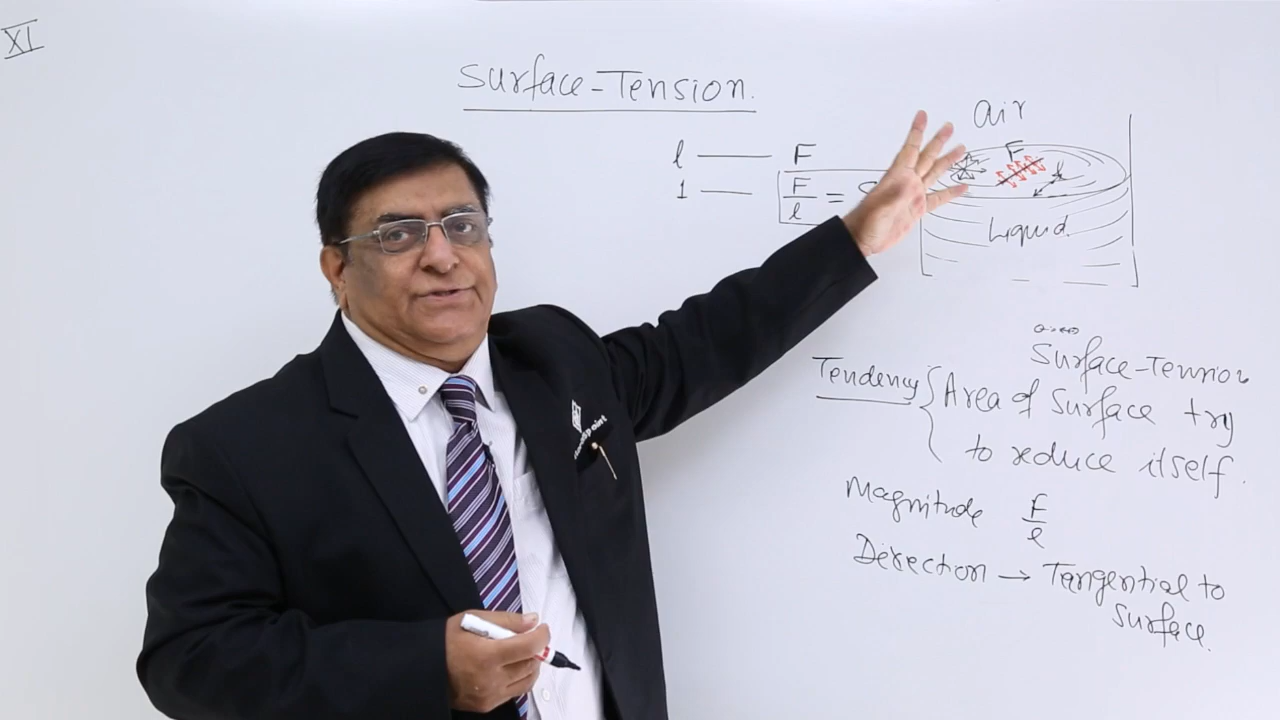 XI
Surface-Tension.
air
l — F
1 — F/l =
F
Liquid.
Surface-Tension
Tendency { Area of Surface try
to reduce itself.
Magnitude F/l
Direction → Tangential to
Surface.